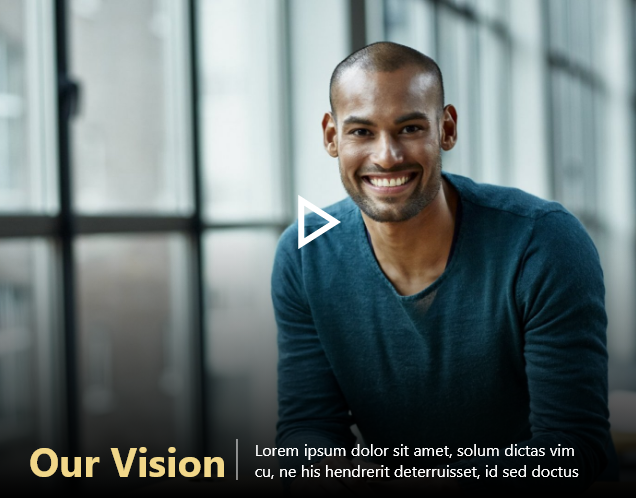 Our Vision
Lorem ipsum dolor sit amet, solum dictas vim
cu, ne his hendrerit deterruisset, id sed doctus